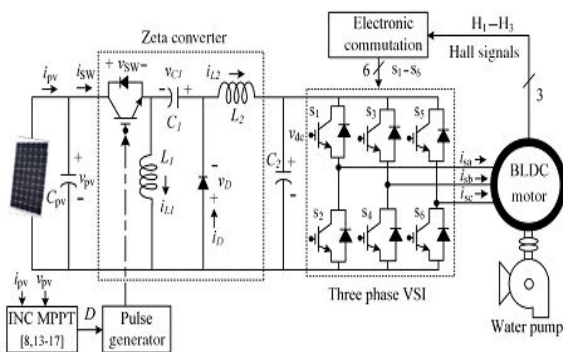 Zeta converter
Electronic
commutation
H1–H3
Hall signals
6
s1–s6
3
ipv
iSW
vSW
-
vC1
+
C1
iL2
L2
+
vpv
-
Cpv
L1
iL1
-
vD
+
iD
C2
+
-
vdc
s1
s3
s5
s2
s4
s6
isa
isb
isc
BLDC
motor
Three phase VSI
Water pump
ipv
vpv
INC MPPT
[8,13-17]
D
Pulse
generator